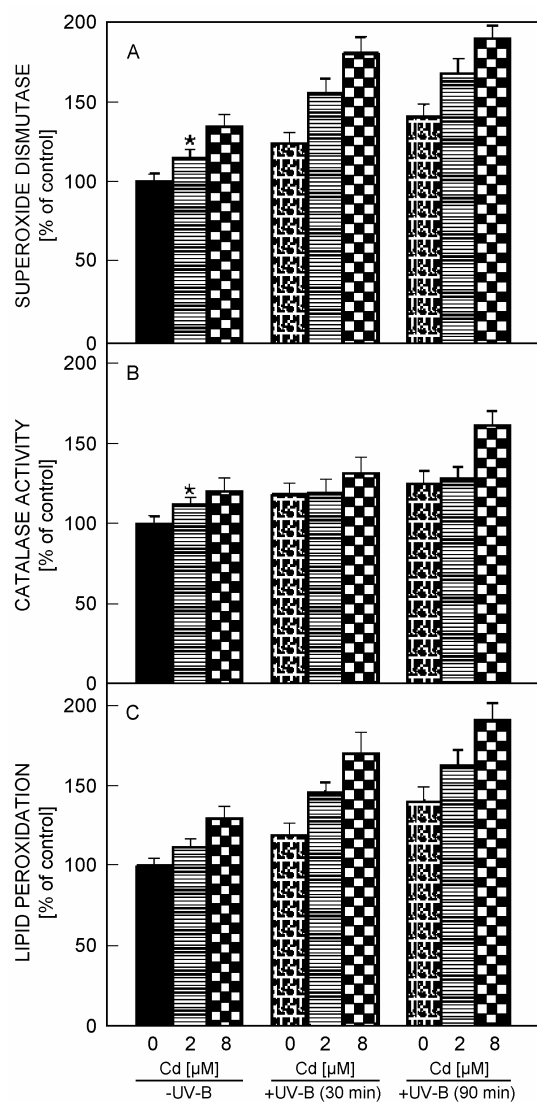 200
A
150
*
100
50
0
SUPEROXIDE DISMUTASE
[% of control]
B
150
*
100
50
0
CATALASE ACTIVITY
[% of control]
200
C
150
100
50
0
LIPID PEROXIDATION
[% of control]
0 2 8 0 2 8 0 2 8
Cd [µM] Cd [µM] Cd [µM]
-UV-B +UV-B (30 min) +UV-B (90 min)